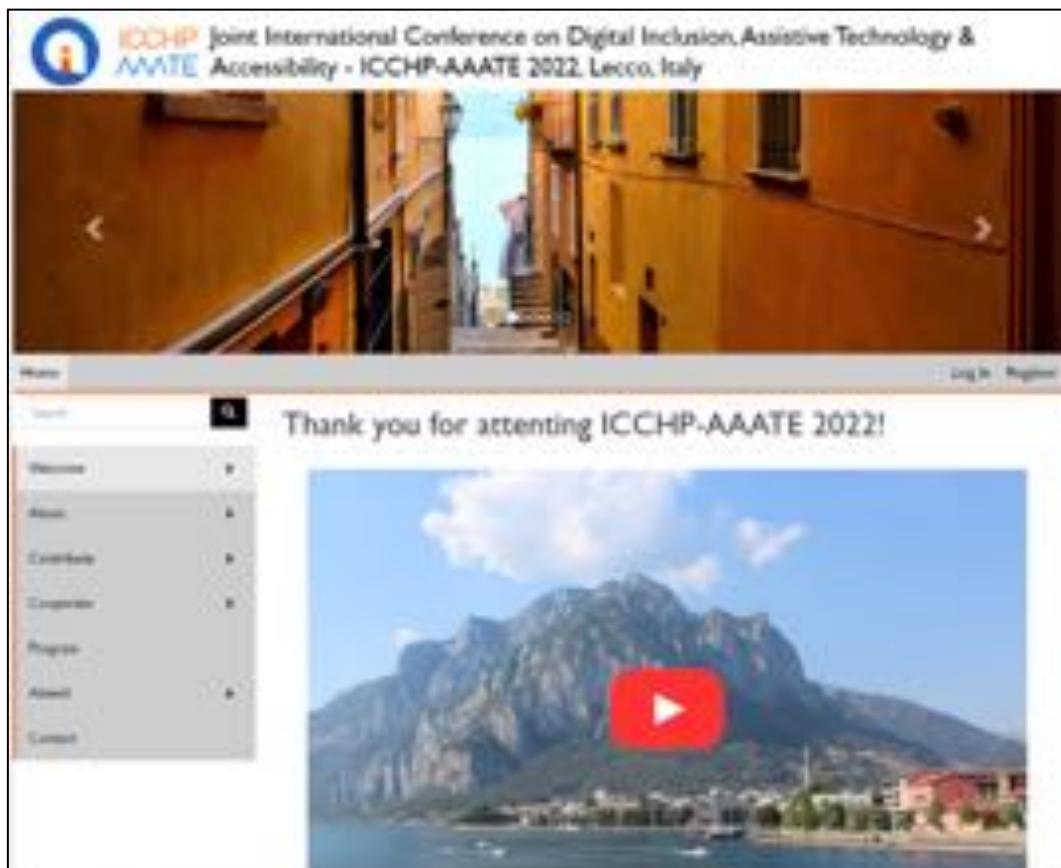 ICCHP Joint International Conference on Digital Inclusion, Assistive Technology &
AAATE Accessibility - ICCHP-AAATE 2022, Lecco, Italy
Home Log In Register
Search
Thank you for attenting ICCHP-AAATE 2022!
Welcome
About
Contribute
Cooperate
Program
Attend
Contact